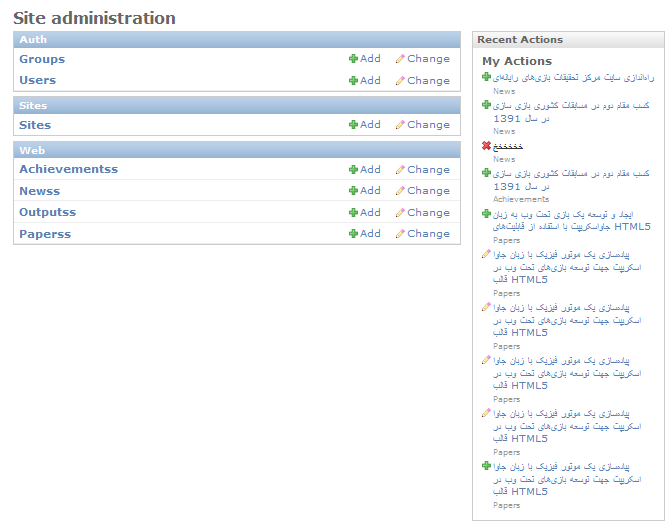 Site administration
Auth
Groups Add Change
Users Add Change
Sites
Sites Add Change
Web
Achievementss Add Change
Newss Add Change
Outputss Add Change
Paperss Add Change
Recent Actions
My Actions
راه‌اندازی سایت مرکز تحقیقات بازی‌های رایانه‌ای
News
کسب مقام دوم در مسابقات کشوری بازی سازی
در سال 1391
News
خخخخخ
News
کسب مقام دوم در مسابقات کشوری بازی سازی
در سال 1391
Achievements
ایجاد و توسعه یک بازی تحت وب به زبان
جاواسکریپت با استفاده از قابلیت‌های HTML5
Papers
پیاده‌سازی یک موتور فیزیک با زبان جاوا
اسکریپت جهت توسعه بازی‌های تحت وب در
قالب HTML5
Papers
پیاده‌سازی یک موتور فیزیک با زبان جاوا
اسکریپت جهت توسعه بازی‌های تحت وب در
قالب HTML5
Papers
پیاده‌سازی یک موتور فیزیک با زبان جاوا
اسکریپت جهت توسعه بازی‌های تحت وب در
قالب HTML5
Papers
پیاده‌سازی یک موتور فیزیک با زبان جاوا
اسکریپت جهت توسعه بازی‌های تحت وب در
قالب HTML5
Papers
پیاده‌سازی یک موتور فیزیک با زبان جاوا
اسکریپت جهت توسعه بازی‌های تحت وب در
قالب HTML5
Papers